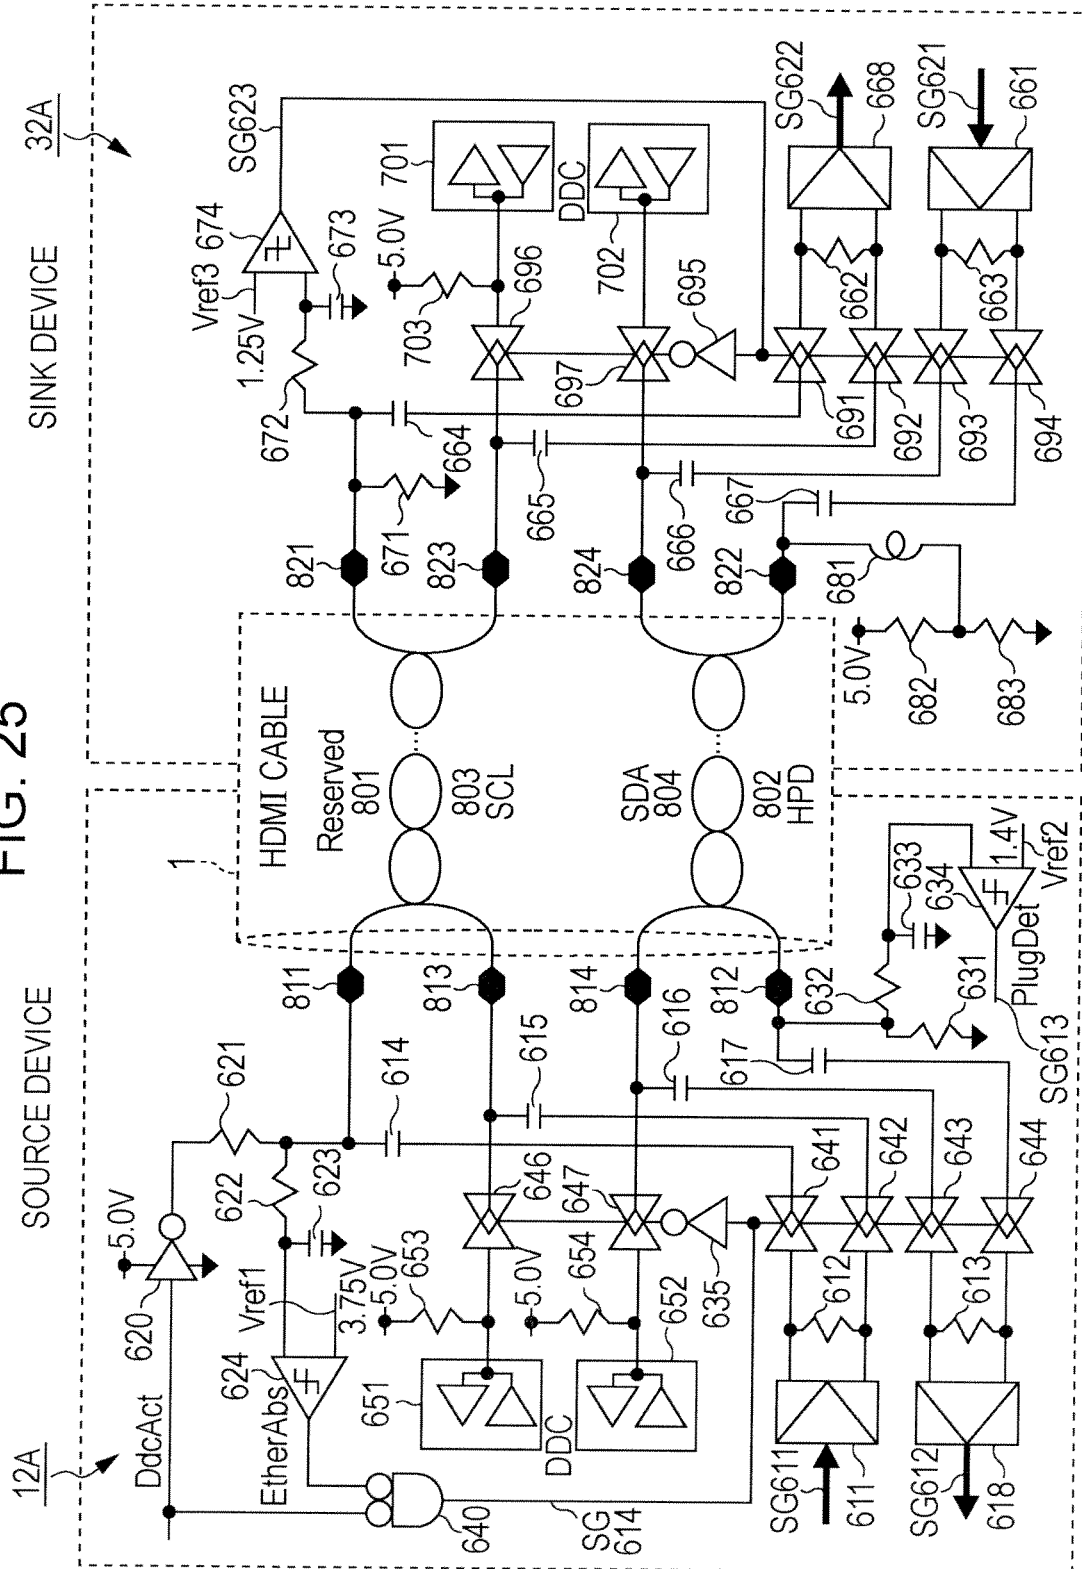 FIG. 25
SOURCE DEVICE
SINK DEVICE
12A
32A
1
HDMI CABLE
Reserved
801
803
SCL
SDA
804
802
HPD
DdcAct
620
5.0V
621
622
623
Vref1
3.75V
624
EtherAbs
640
SG
614
614
615
616
617
811
813
814
812
646
647
5.0V
653
5.0V
654
651
DDC
652
635
641
642
643
644
612
613
SG611
611
SG612
618
632
631
633
634
1.4V
Vref2
PlugDet
SG613
821
823
824
822
671
672
664
665
666
667
681
5.0V
682
683
Vref3
1.25V
674
673
SG623
5.0V
703
701
DDC
702
696
697
695
691
692
693
694
662
663
SG622
668
SG621
661